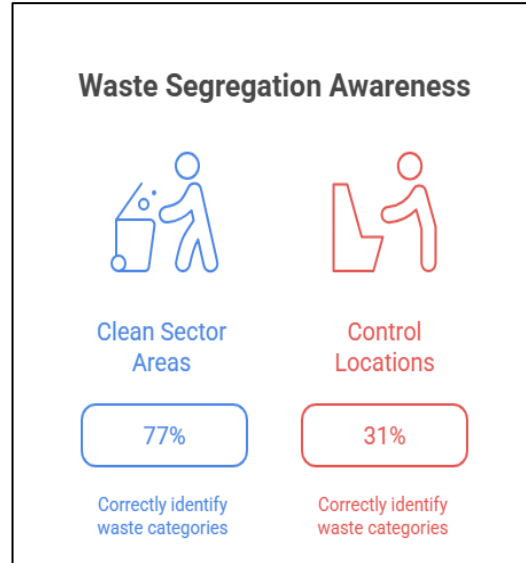 Waste Segregation Awareness
Clean Sector
Areas
77%
Correctly identify
waste categories
Control
Locations
31%
Correctly identify
waste categories